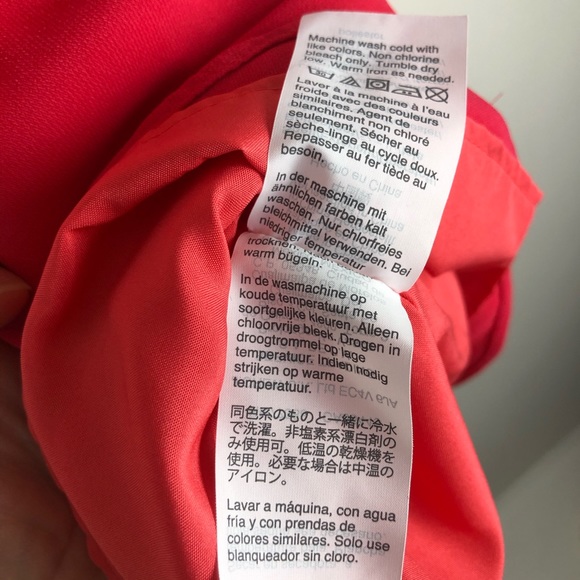 Machine wash cold with
like colors. Non chlorine
bleach only. Tumble dry
low. Warm iron as needed.
Laver à la machine à l'eau
froide avec des couleurs
similaires. Agent de
blanchiment non chloré
seulement. Sécher au
sèche-linge au cycle doux.
Repasser au fer tiède au
besoin.
In der maschine mit
ähnlichen farben kalt
waschen. Nur chlorfreies
bleichmittel verwenden. Bei
niedriger temperatur
trocknen.
warm bügeln.
In de wasmachine op
koude temperatuur met
soortgelijke kleuren. Alleen
chloorvrije bleek. Drogen in
droogtrommel op lage
temperatuur. Indien nodig
strijken op warme
temperatuur.
同色系のものと一緒に冷水
で洗濯。非塩素系漂白剤の
み使用可。低温の乾燥機を
使用。必要な場合は中温の
アイロン。
Lavar a máquina, con agua
fría y con prendas de
colores similares. Solo use
blanqueador sin cloro.